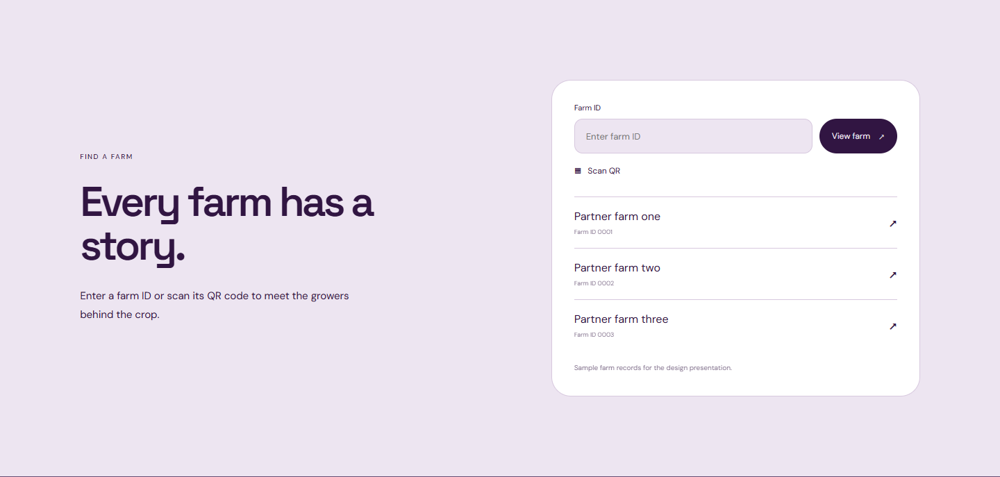 FIND A FARM
Every farm has a
story.
Enter a farm ID or scan its QR code to meet the growers
behind the crop.
Farm ID
Enter farm ID
View farm ↗
Scan QR
Partner farm one
Farm ID 0001
↗
Partner farm two
Farm ID 0002
↗
Partner farm three
Farm ID 0003
↗
Sample farm records for the design presentation.